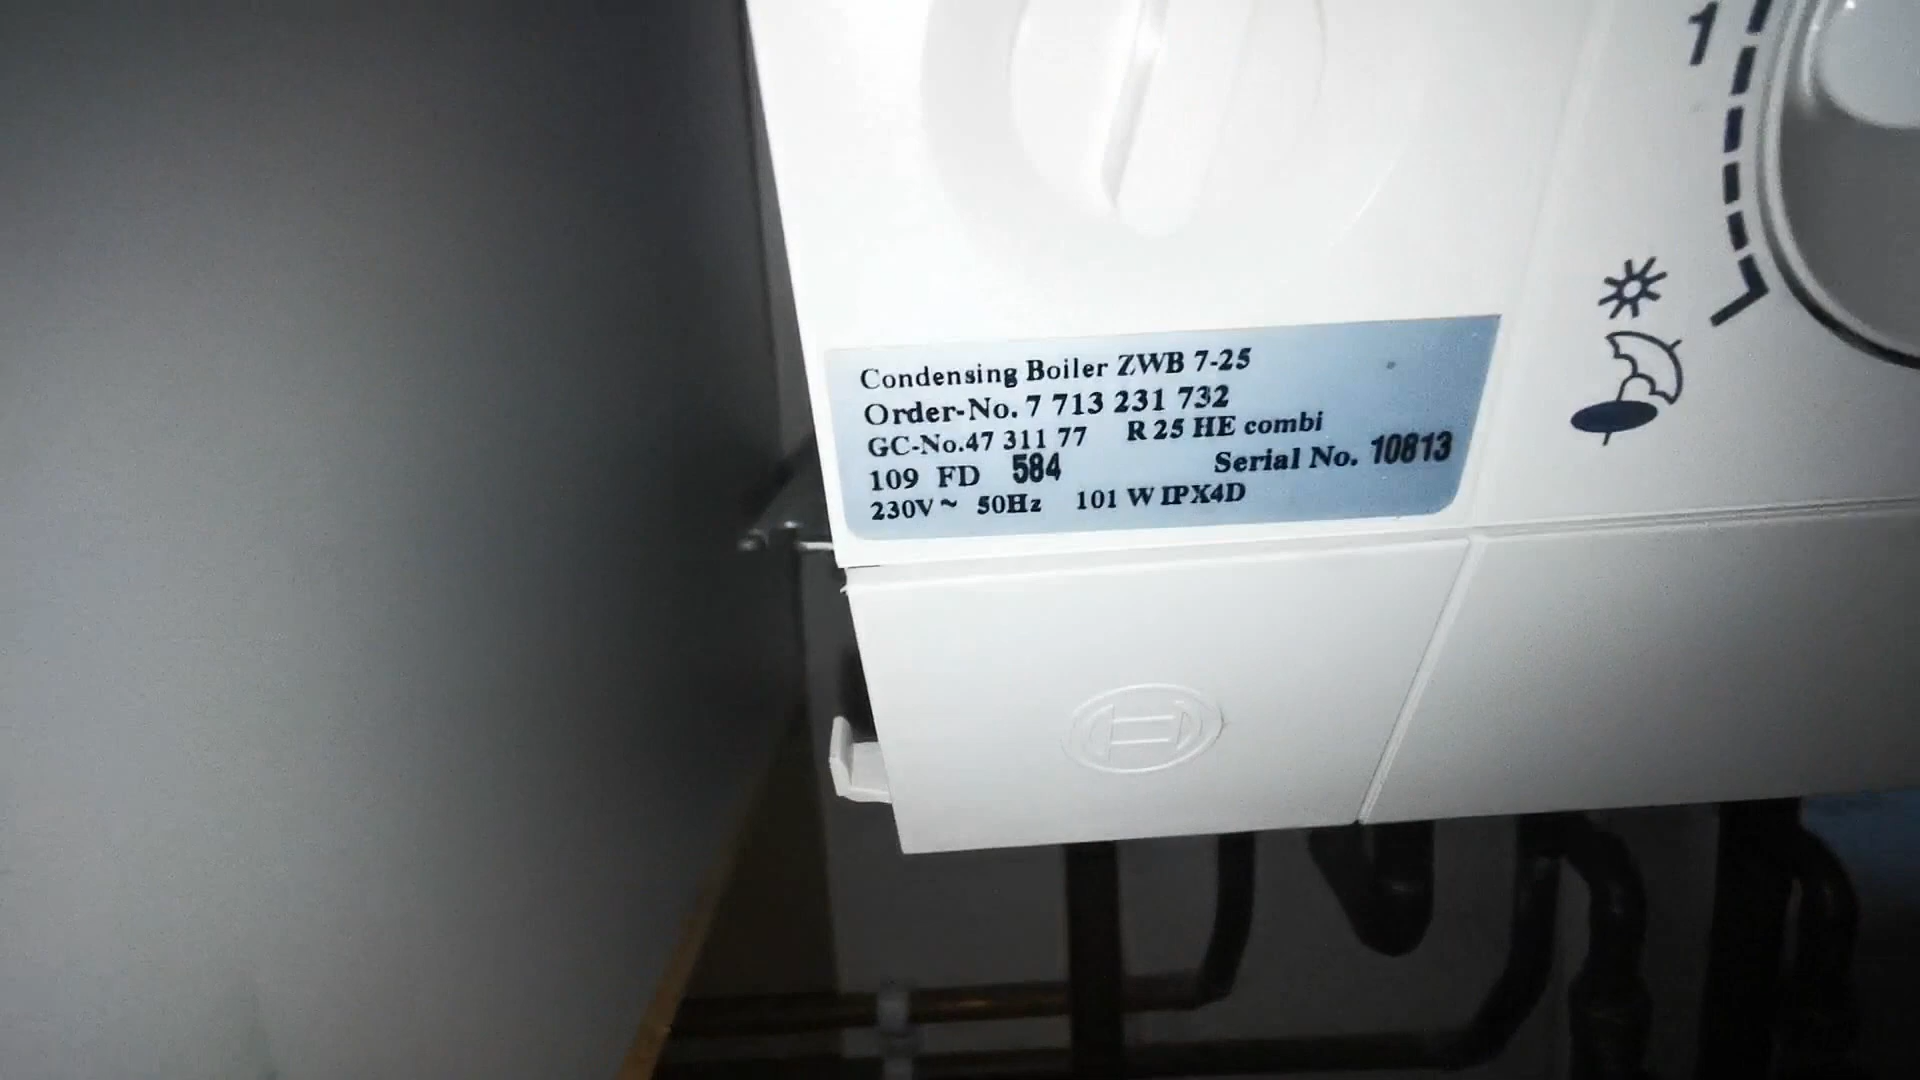 1
Condensing Boiler ZWB 7-25
Order-No. 7 713 231 732
GC-No.47 311 77 R 25 HE combi
109 FD 584 Serial No. 10813
230V ~ 50Hz 101 W IPX4D